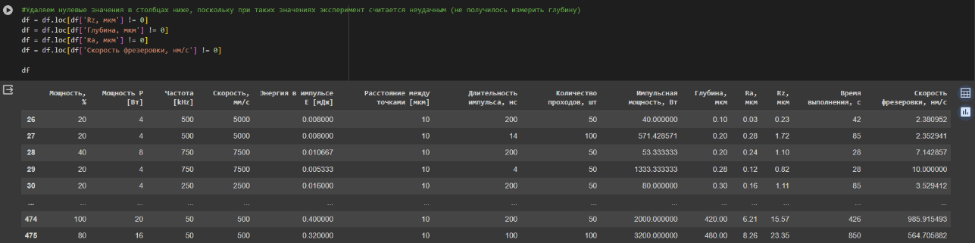 #Удаляем нулевые значения в столбцах ниже, поскольку при таких значениях эксперимент считается неудачным (не получилось измерить глубину)
df = df.loc[df['Rz, мкм'] != 0]
df = df.loc[df['Глубина, мкм'] != 0]
df = df.loc[df['Ra, мкм'] != 0]
df = df.loc[df['Скорость фрезеровки, нм/с'] != 0]
df
Мощность, % Мощность P [Вт] Частота [kHz] Скорость, мм/с Энергия в импульсе E [мДж] Расстояние между точками [мкм] Длительность импульса, нс Количество проходов, шт Импульсная мощность, Вт Глубина, мкм Ra, мкм Rz, мкм Время выполнения, с Скорость фрезеровки, нм/с
26 20 4 500 5000 0.008000 10 200 50 40.000000 0.10 0.03 0.23 42 2.380952
27 20 4 500 5000 0.008000 10 14 100 571.428571 0.20 0.28 1.72 85 2.352941
28 40 8 750 7500 0.010667 10 200 50 53.333333 0.20 0.24 1.10 28 7.142857
29 20 4 750 7500 0.005333 10 4 50 1333.333333 0.28 0.12 0.82 28 10.000000
30 20 4 250 2500 0.016000 10 200 50 80.000000 0.30 0.16 1.11 85 3.529412
... ... ... ... ... ... ... ... ... ... ... ... ... ... ...
474 100 20 50 500 0.400000 10 200 50 2000.000000 420.00 6.21 15.57 426 985.915493
475 80 16 50 500 0.320000 10 100 100 3200.000000 480.00 8.26 23.35 850 564.705882